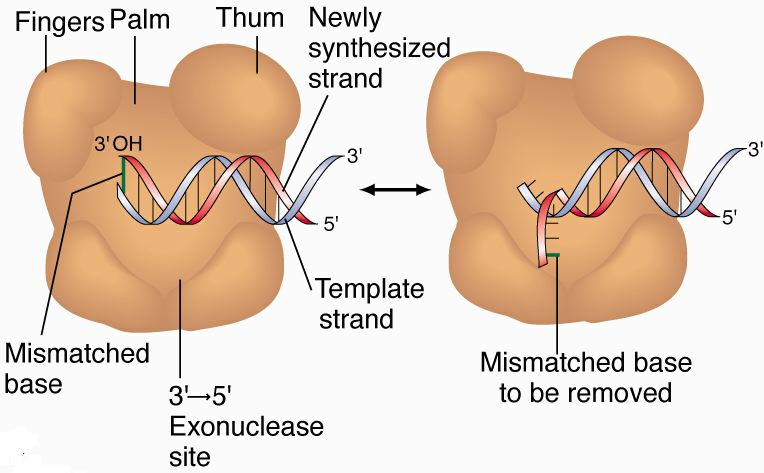 Fingers Palm Thum Newly
synthesized
strand
3'OH
3'
5'
3'
5'
Template
strand
Mismatched
base
3'→5'
Exonuclease
site
Mismatched base
to be removed